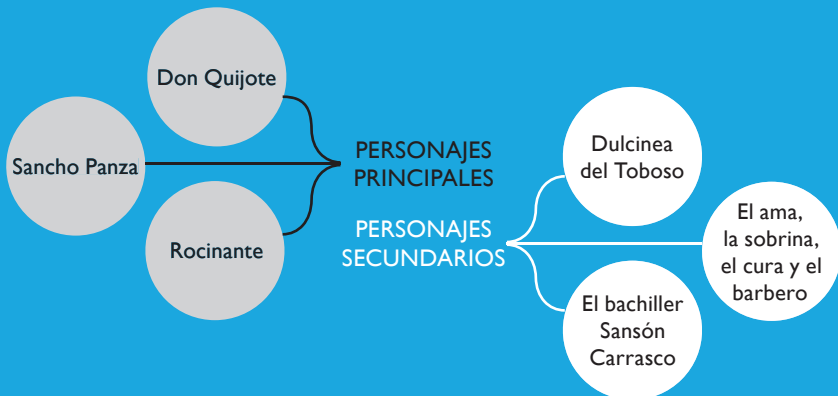 Don Quijote
Sancho Panza
Rocinante
PERSONAJES
PRINCIPALES
PERSONAJES
SECUNDARIOS
Dulcinea
del Toboso
El ama,
la sobrina,
el cura y el
barbero
El bachiller
Sansón
Carrasco